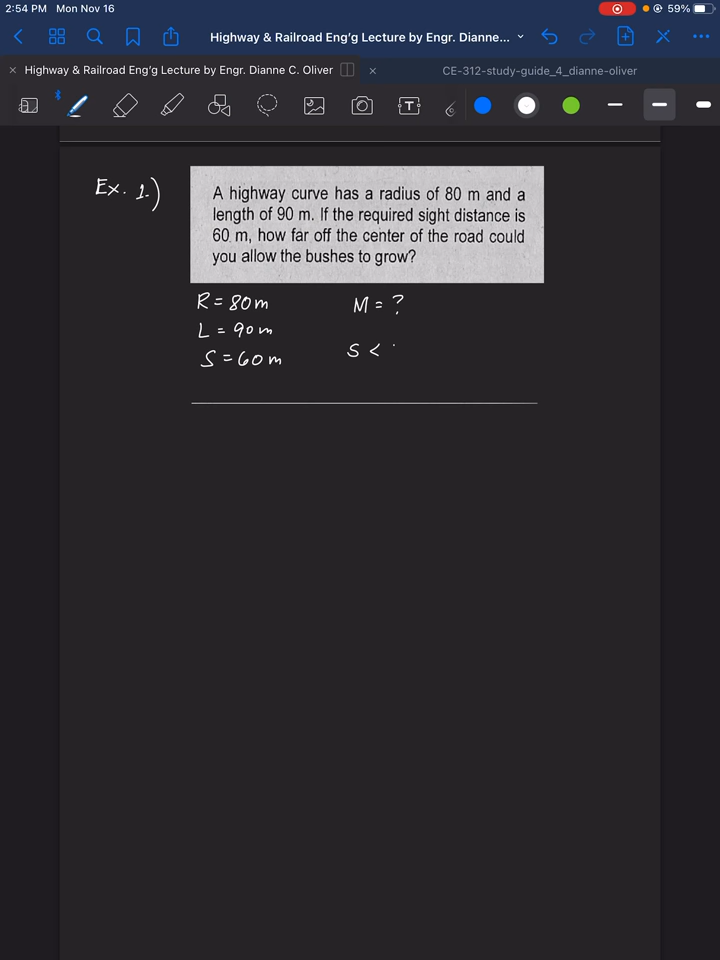 2:54 PM Mon Nov 16
59%
Highway & Railroad Eng'g Lecture by Engr. Dianne...
Highway & Railroad Eng'g Lecture by Engr. Dianne C. Oliver
CE-312-study-guide_4_dianne-oliver
T
Ex. 1.)
A highway curve has a radius of 80 m and a
length of 90 m. If the required sight distance is
60 m, how far off the center of the road could
you allow the bushes to grow?
R = 80m M = ?
L = 90m
S = 60m S <